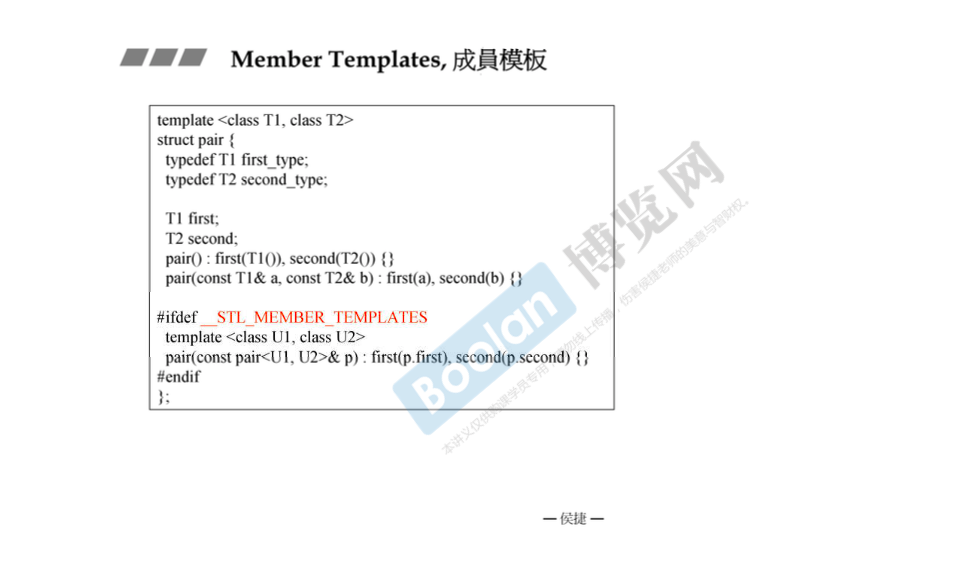 Member Templates, 成員模板
template <class T1, class T2>
struct pair {
typedef T1 first_type;
typedef T2 second_type;
T1 first;
T2 second;
pair() : first(T1()), second(T2()) {}
pair(const T1& a, const T2& b) : first(a), second(b) {}
#ifdef __STL_MEMBER_TEMPLATES
template <class U1, class U2>
pair(const pair<U1, U2>& p) : first(p.first), second(p.second) {}
#endif
};
Boolan 博览网
本讲义仅供购课学员专用，请勿线上传播，伤害侯捷老师的美意与智财权。
— 侯捷 —